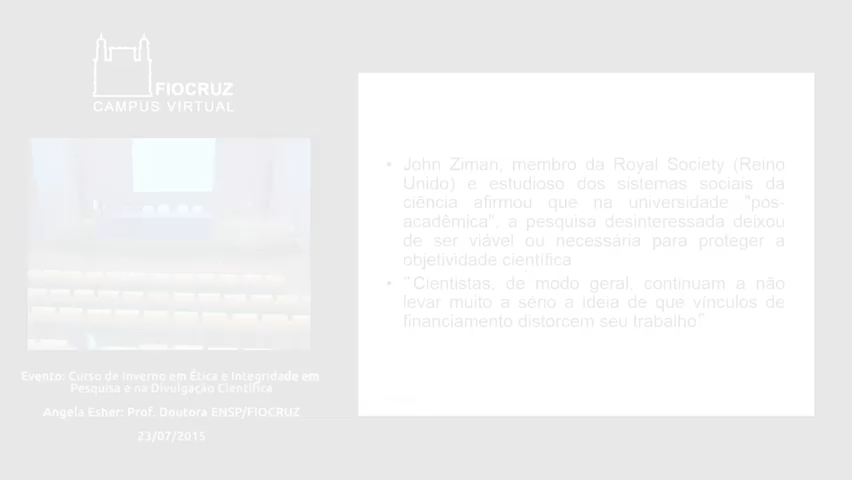 FIOCRUZ
CAMPUS VIRTUAL
• John Ziman, membro da Royal Society (Reino
Unido) e estudioso dos sistemas sociais da
ciência afirmou que na universidade "pos-
acadêmica", a pesquisa desinteressada deixou
de ser viável ou necessária para proteger a
objetividade científica
• ¨Cientistas, de modo geral, continuam a não
levar muito a sério a ideia de que vínculos de
financiamento distorcem seu trabalho¨
Evento: Curso de Inverno em Ética e Integridade em
Pesquisa e na Divulgação Científica
Angela Esher: Prof. Doutora ENSP/FIOCRUZ
23/07/2015